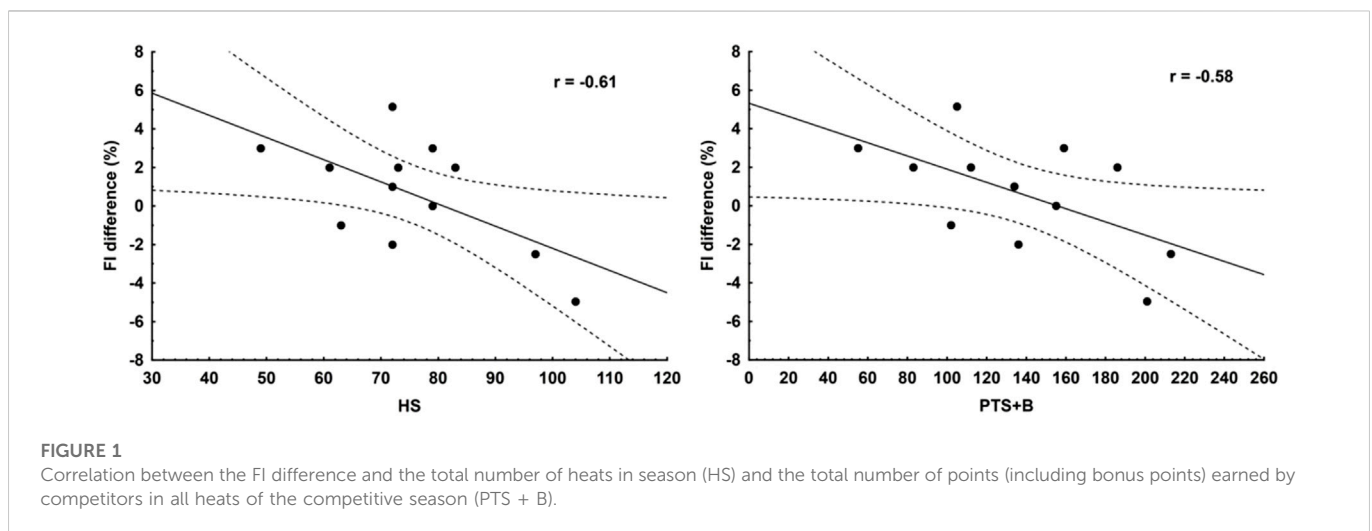 r = -0.61
FI difference (%)
8
6
4
2
0
-2
-4
-6
-8
30 40 50 60 70 80 90 100 110 120
HS
r = -0.58
FI difference (%)
8
6
4
2
0
-2
-4
-6
-8
0 20 40 60 80 100 120 140 160 180 200 220 240 260
PTS+B
FIGURE 1
Correlation between the FI difference and the total number of heats in season (HS) and the total number of points (including bonus points) earned by
competitors in all heats of the competitive season (PTS + B).